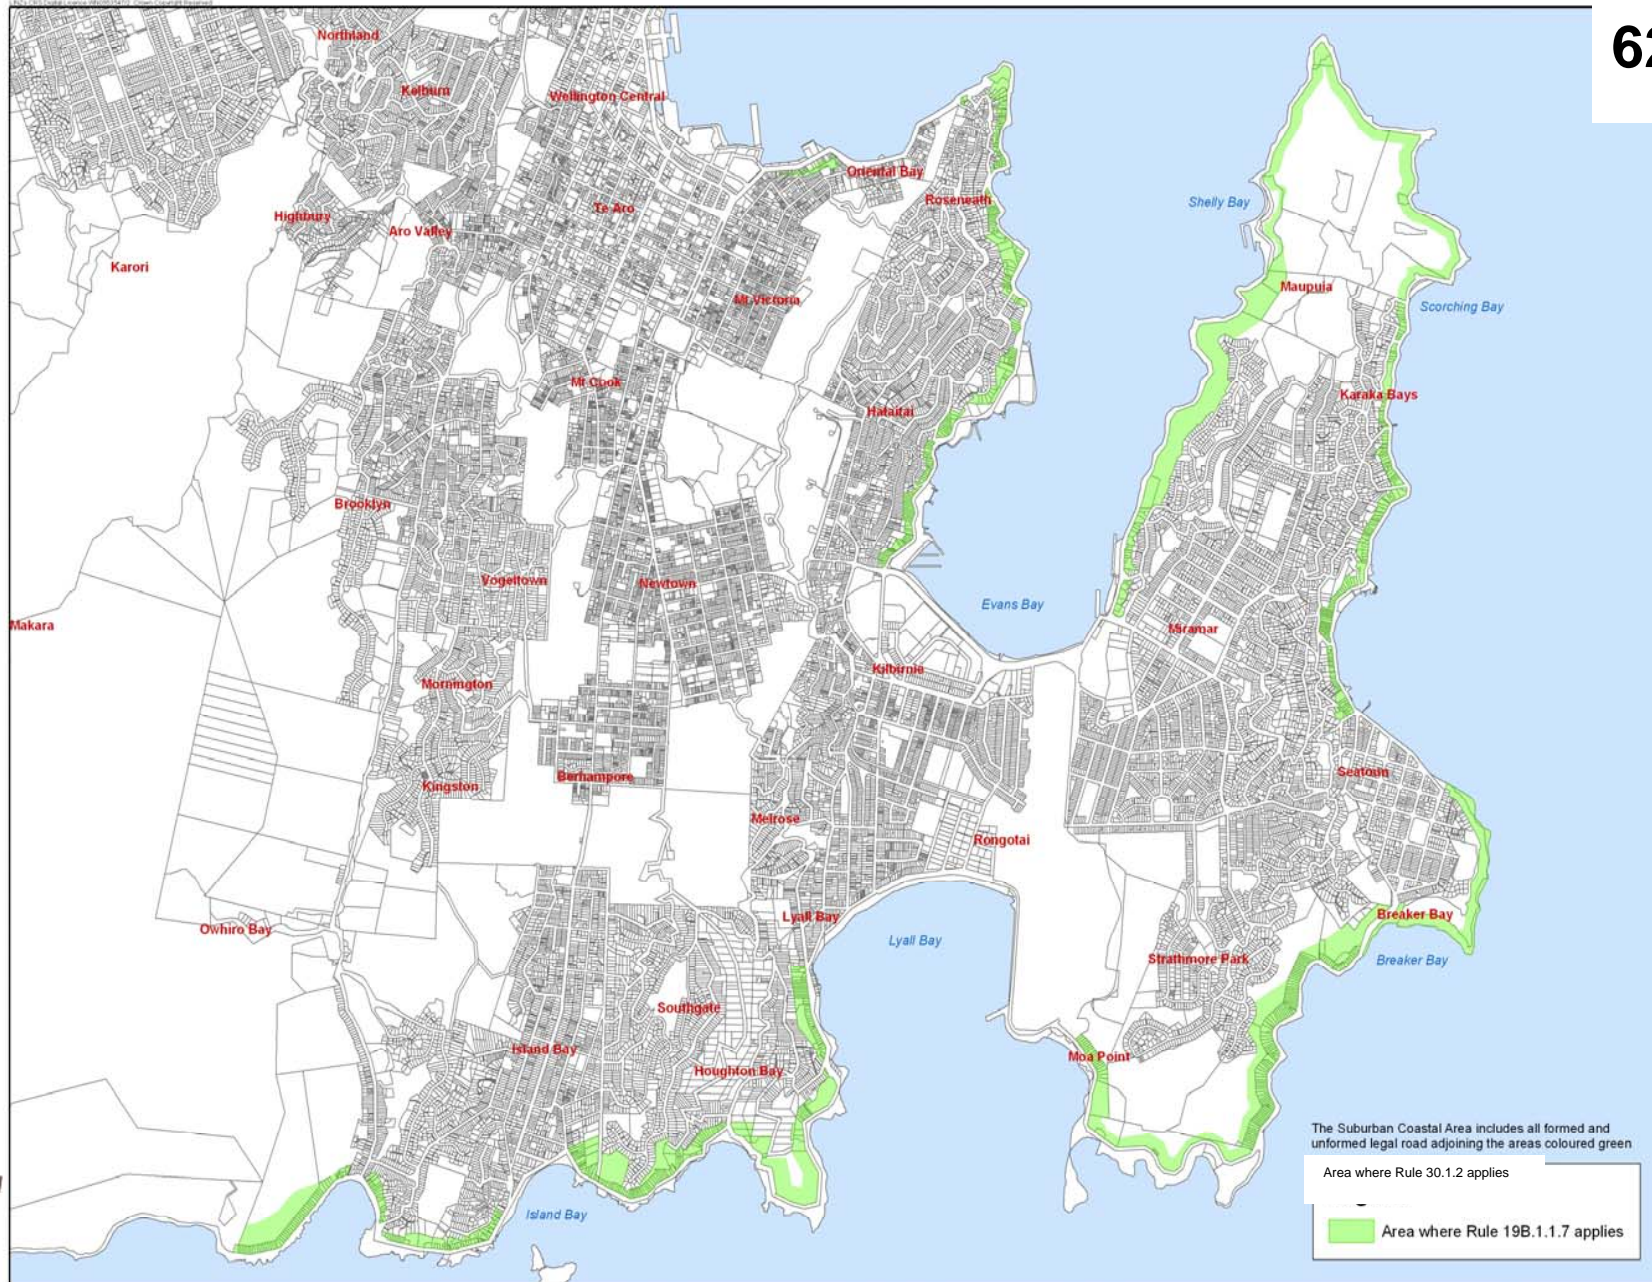 Northland
62
Kelburn
Wellington Central
Oriental Bay
Roseneath
Shelly Bay
Te Aro
Highbury
Aro Valley
Karori
Maupuia
Mt Victoria
Scorching Bay
Mt Cook
Karaka Bays
Hataitai
Brooklyn
Vogeltown
Newtown
Evans Bay
Makara
Miramar
Kilbirnie
Mornington
Seatoun
Berhampore
Kingston
Melrose
Rongotai
Lyall Bay
Breaker Bay
Owhiro Bay
Lyall Bay
Strathmore Park
Breaker Bay
Southgate
Island Bay
Moa Point
Houghton Bay
Island Bay
The Suburban Coastal Area includes all formed and
unformed legal road adjoining the areas coloured green
Area where Rule 30.1.2 applies
Area where Rule 19B.1.1.7 applies